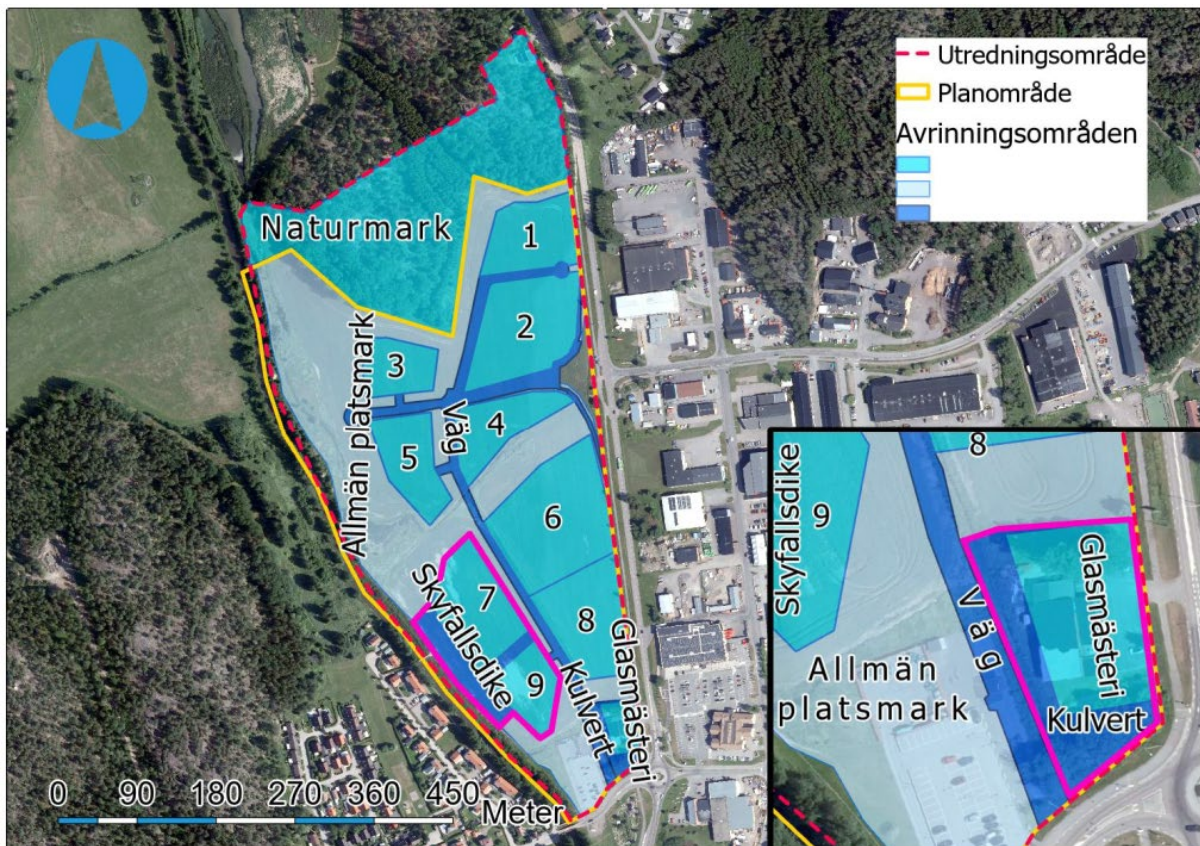 Utredningsområde
Planområde
Avrinningsområden
Naturmark
1
2
3
Allmän platsmark
Väg
4
5
6
7
Skyfallsdike
8
9
Kulvert
Glasmästeri
0 90 180 270 360 450
Meter
8
Skyfallsdike
9
Glasmästeri
Väg
Allmän
platsmark
Kulvert